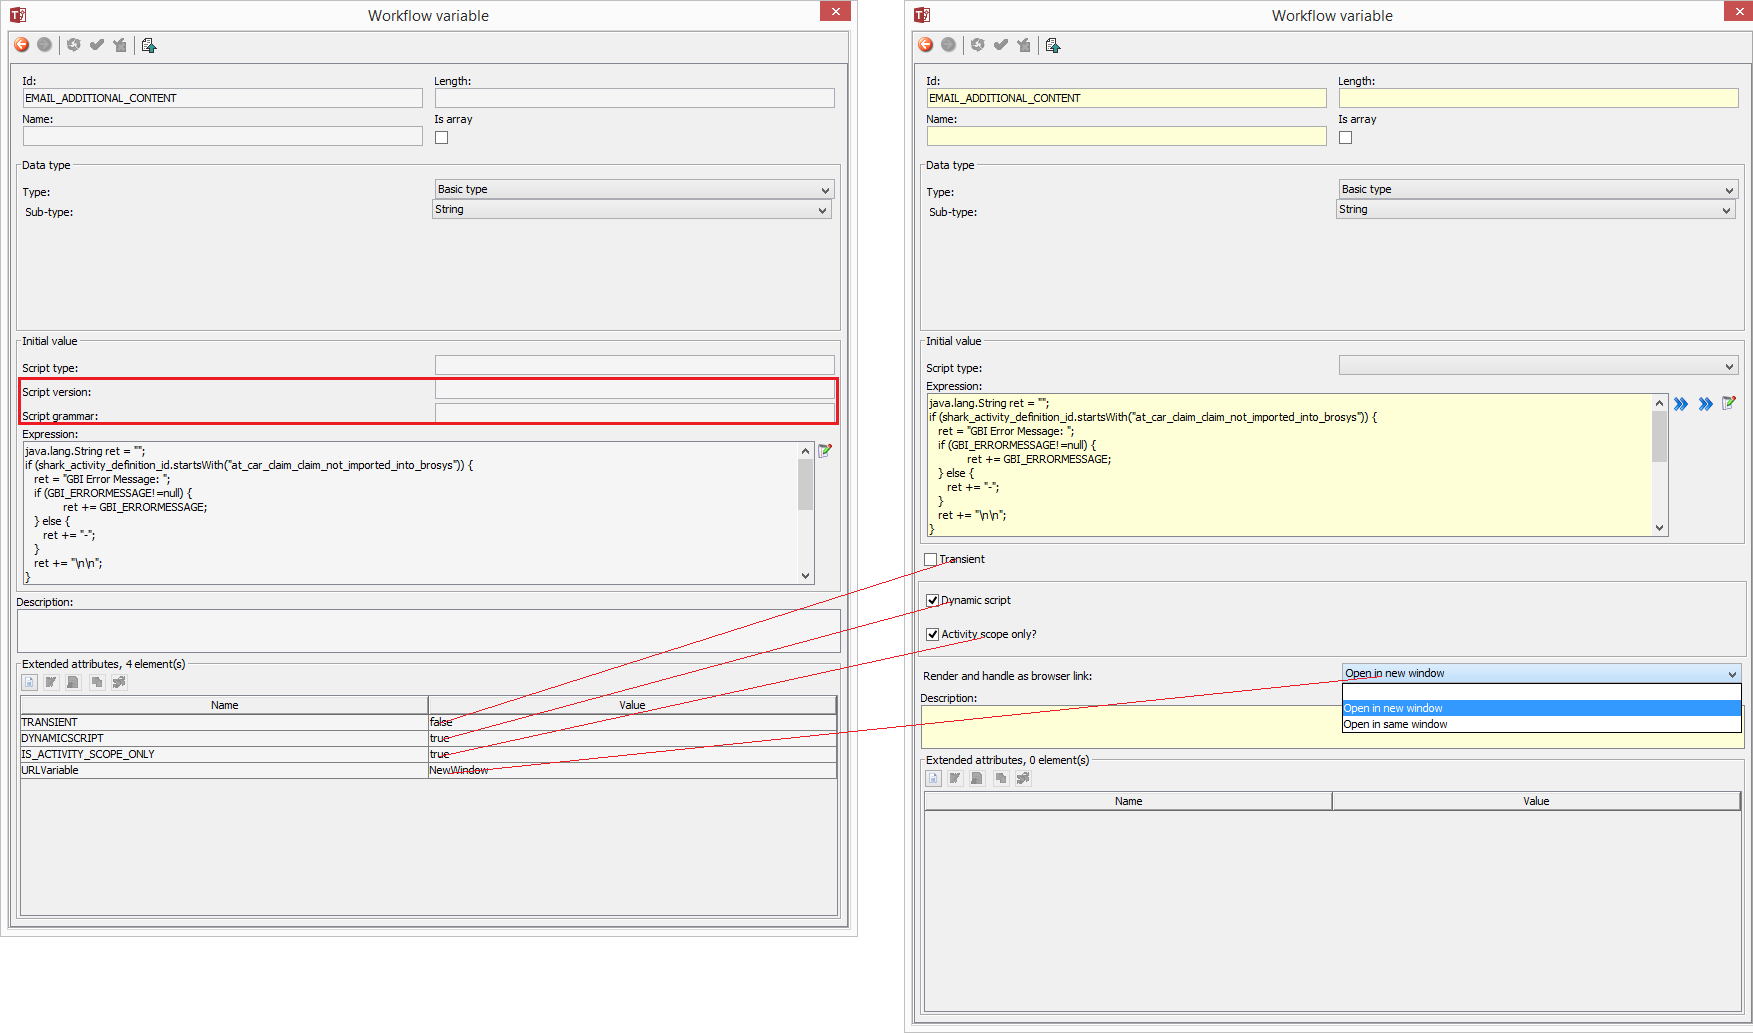 Workflow variable
Id:
Length:
EMAIL_ADDITIONAL_CONTENT
Name:
Is array
Data type
Type:
Basic type
Sub-type:
String
Initial value
Script type:
Script version:
Script grammar:
Expression:
java.lang.String ret = "";
if (shark_activity_definition_id.startsWith("at_car_claim_claim_not_imported_into_brosys")) {
ret = "GBI Error Message: ";
if (GBI_ERRORMESSAGE!=null) {
ret += GBI_ERRORMESSAGE;
} else {
ret += "-";
}
ret += "\n\n";
}
Description:
Extended attributes, 4 element(s)
Name
Value
TRANSIENT
false
DYNAMICSCRIPT
true
IS_ACTIVITY_SCOPE_ONLY
true
URLVariable
NewWindow
Workflow variable
Id:
Length:
EMAIL_ADDITIONAL_CONTENT
Name:
Is array
Data type
Type:
Basic type
Sub-type:
String
Initial value
Script type:
Expression:
java.lang.String ret = "";
if (shark_activity_definition_id.startsWith("at_car_claim_claim_not_imported_into_brosys")) {
ret = "GBI Error Message: ";
if (GBI_ERRORMESSAGE!=null) {
ret += GBI_ERRORMESSAGE;
} else {
ret += "-";
}
ret += "\n\n";
}
Transient
Dynamic script
Activity scope only?
Render and handle as browser link:
Open in new window
Open in new window
Open in same window
Description:
Extended attributes, 0 element(s)
Name
Value